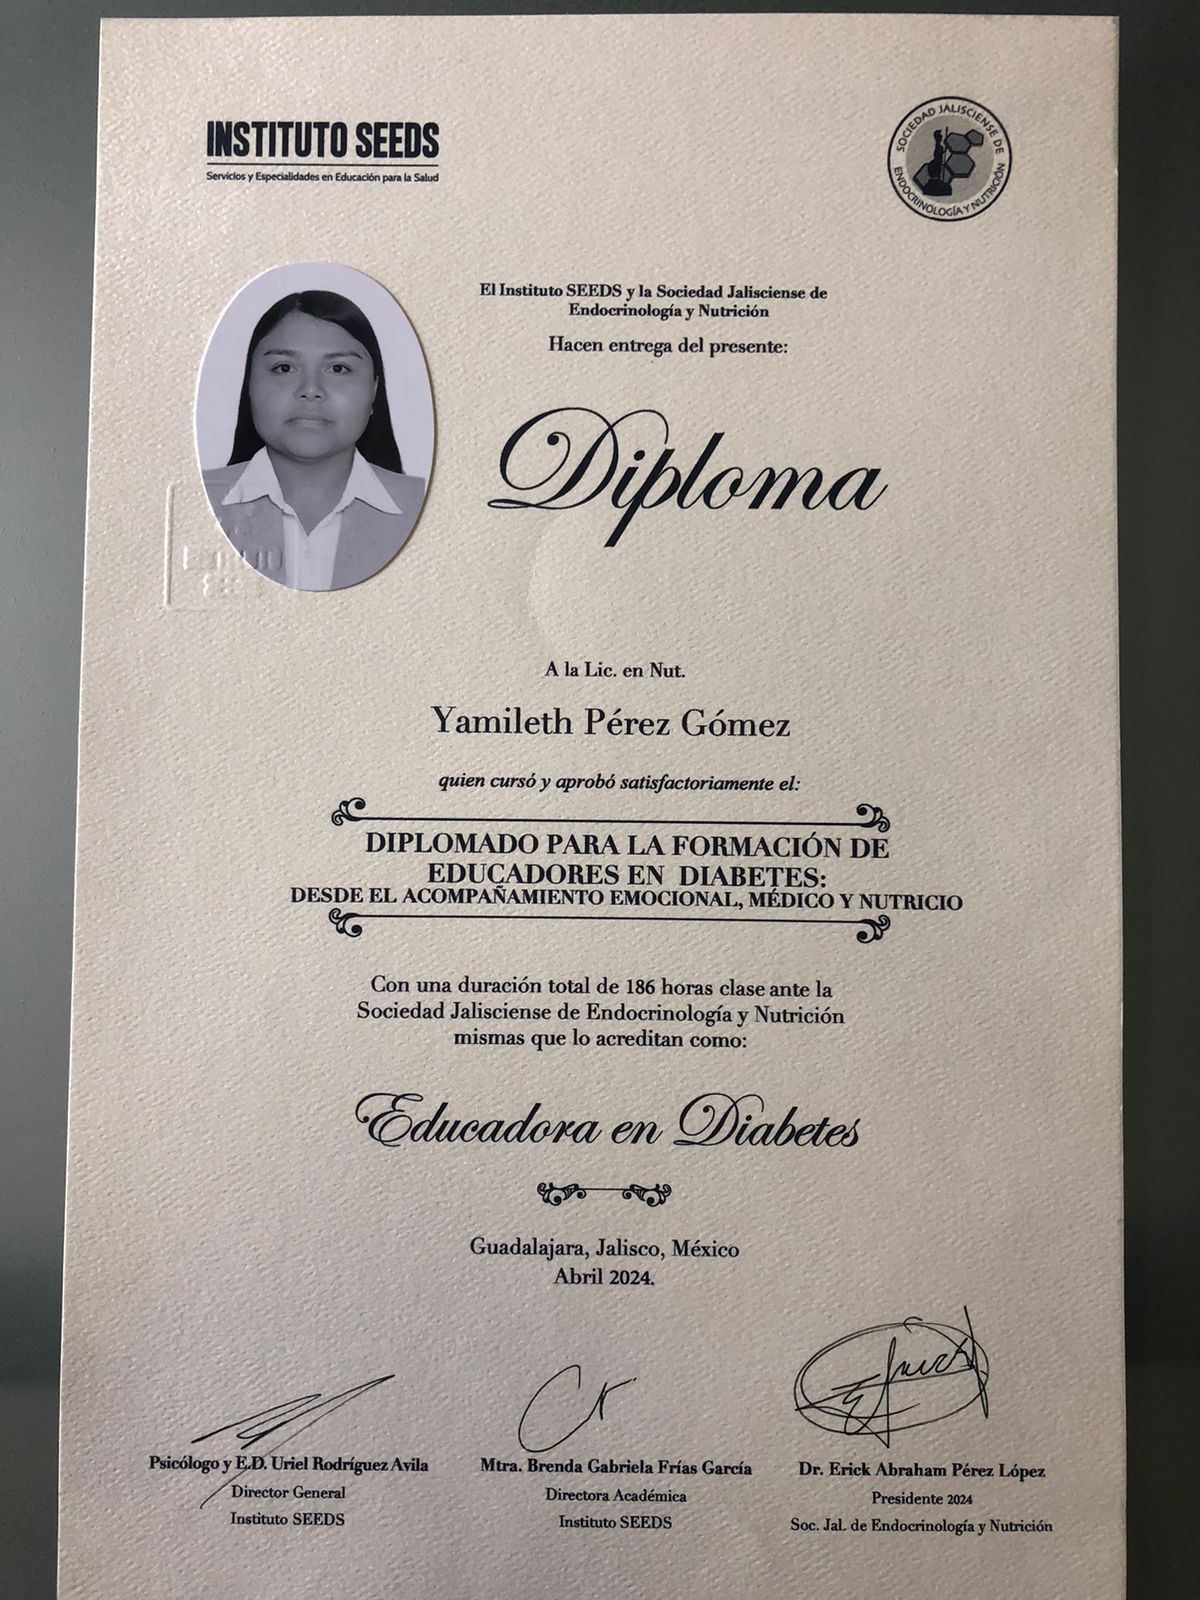 INSTITUTO SEEDS
Servicios y Especialidades en Educación para la Salud
SOCIEDAD JALISCIENSE DE
ENDOCRINOLOGÍA Y NUTRICIÓN
El Instituto SEEDS y la Sociedad Jalisciense de
Endocrinología y Nutrición
Hacen entrega del presente:
Diploma
A la Lic. en Nut.
Yamileth Pérez Gómez
quien cursó y aprobó satisfactoriamente el:
DIPLOMADO PARA LA FORMACIÓN DE
EDUCADORES EN DIABETES:
DESDE EL ACOMPAÑAMIENTO EMOCIONAL, MÉDICO Y NUTRICIO
Con una duración total de 186 horas clase ante la
Sociedad Jalisciense de Endocrinología y Nutrición
mismas que lo acreditan como:
Educadora en Diabetes
Guadalajara, Jalisco, México
Abril 2024.
Psicólogo y E.D. Uriel Rodríguez Avila
Director General
Instituto SEEDS
Mtra. Brenda Gabriela Frías García
Directora Académica
Instituto SEEDS
Dr. Erick Abraham Pérez López
Presidente 2024
Soc. Jal. de Endocrinología y Nutrición